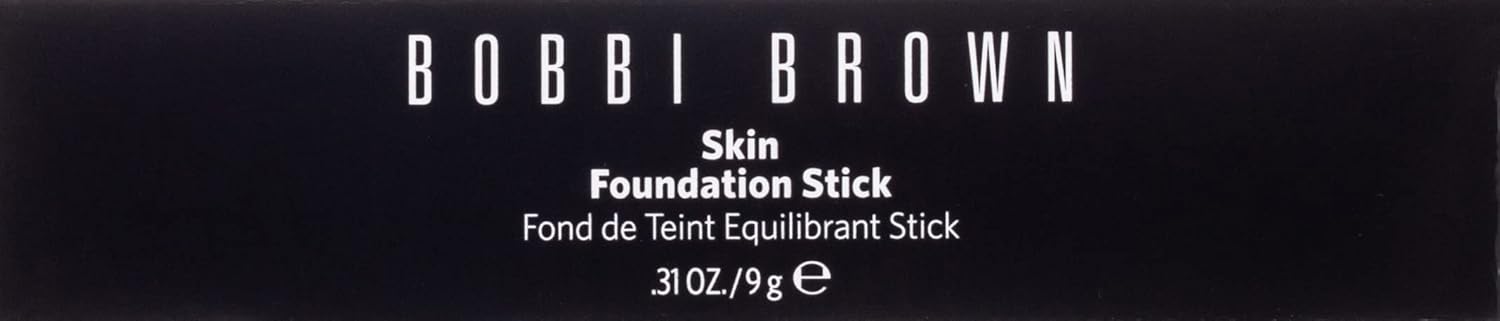 BOBBI BROWN
Skin
Foundation Stick
Fond de Teint Equilibrant Stick
.31 OZ./9 g ℮